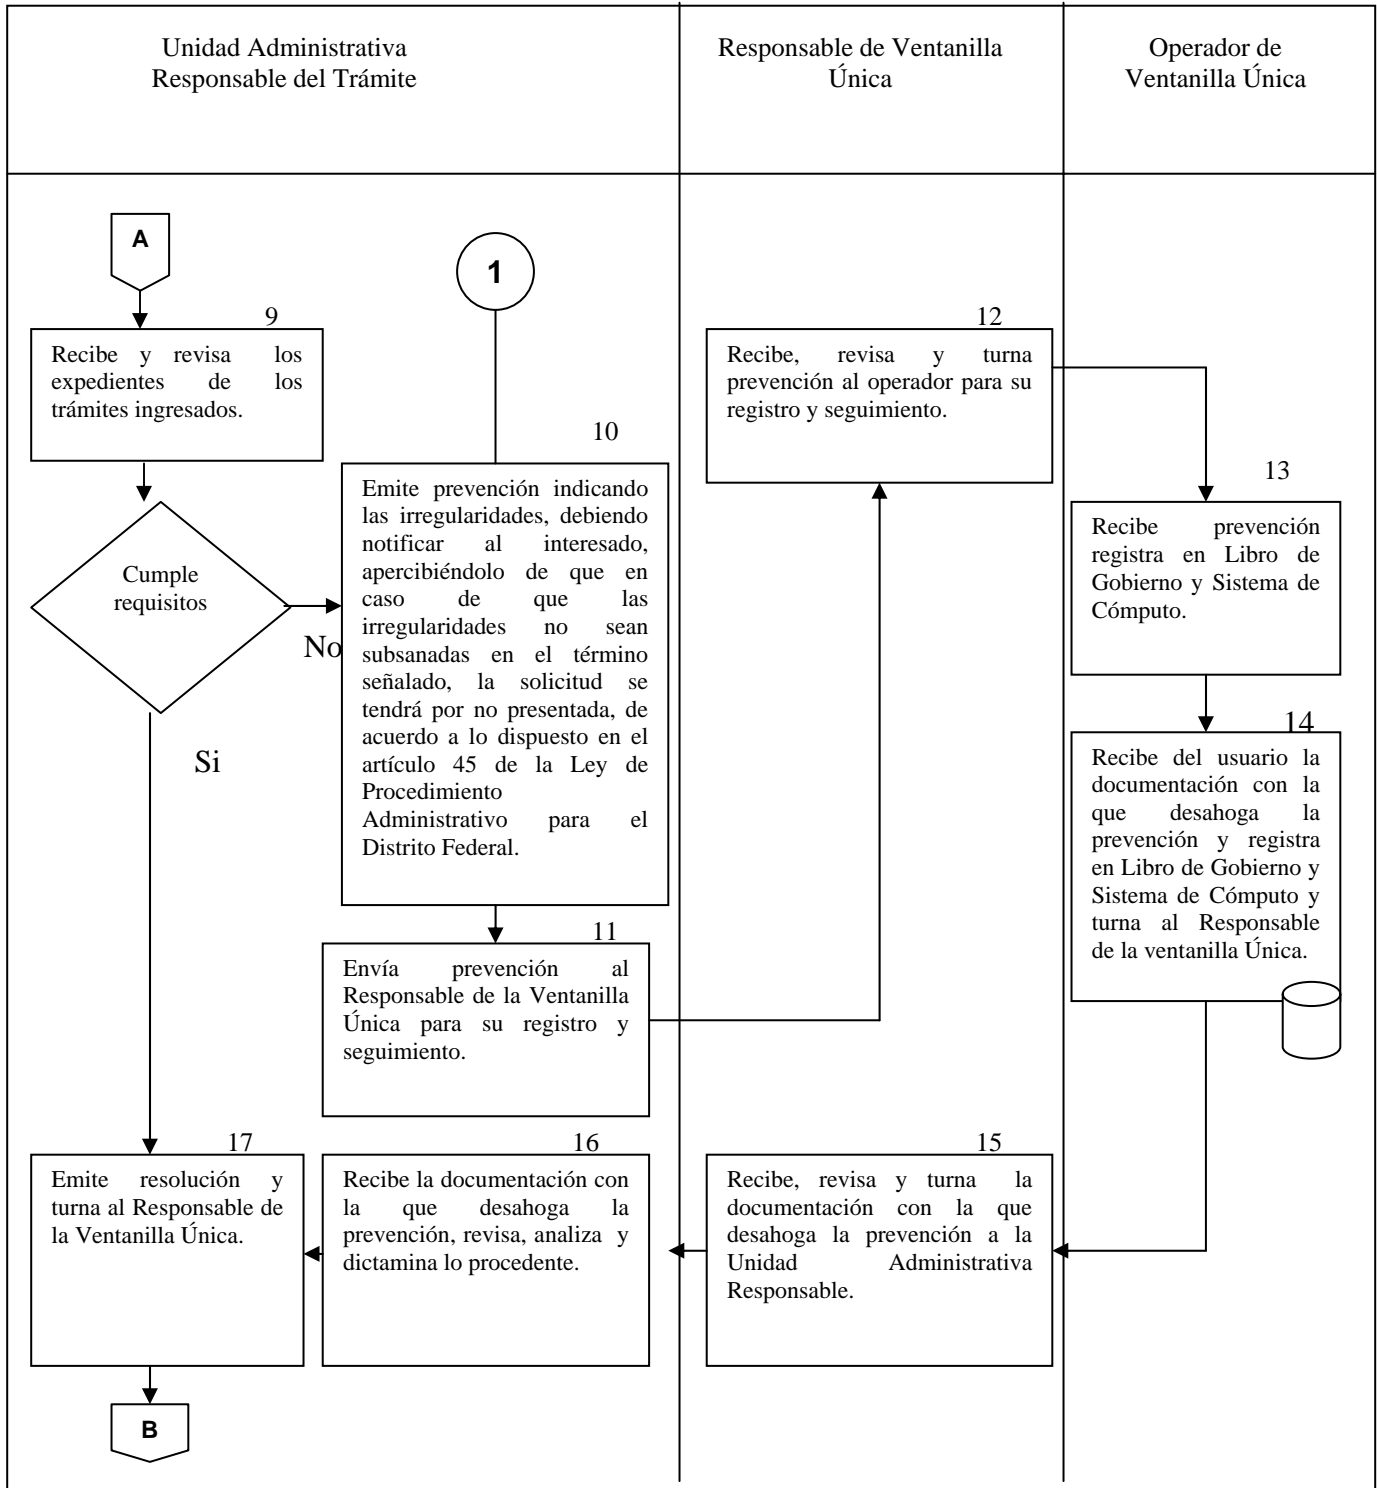 Unidad Administrativa
Responsable del Trámite
Responsable de Ventanilla
Única
Operador de
Ventanilla Única
A
1
9
Recibe y revisa los
expedientes de los
trámites ingresados.
Cumple
requisitos
No
Si
10
Emite prevención indicando
las irregularidades, debiendo
notificar al interesado,
apercibiéndolo de que en
caso de que las
irregularidades no sean
subsanadas en el término
señalado, la solicitud se
tendrá por no presentada, de
acuerdo a lo dispuesto en el
artículo 45 de la Ley de
Procedimiento
Administrativo para el
Distrito Federal.
11
Envía prevención al
Responsable de la Ventanilla
Única para su registro y
seguimiento.
12
Recibe, revisa y turna
prevención al operador para su
registro y seguimiento.
13
Recibe prevención
registra en Libro de
Gobierno y Sistema de
Cómputo.
14
Recibe del usuario la
documentación con la
que desahoga la
prevención y registra
en Libro de Gobierno y
Sistema de Cómputo y
turna al Responsable
de la ventanilla Única.
15
Recibe, revisa y turna la
documentación con la que
desahoga la prevención a la
Unidad Administrativa
Responsable.
16
Recibe la documentación con
la que desahoga la
prevención, revisa, analiza y
dictamina lo procedente.
17
Emite resolución y
turna al Responsable de
la Ventanilla Única.
B